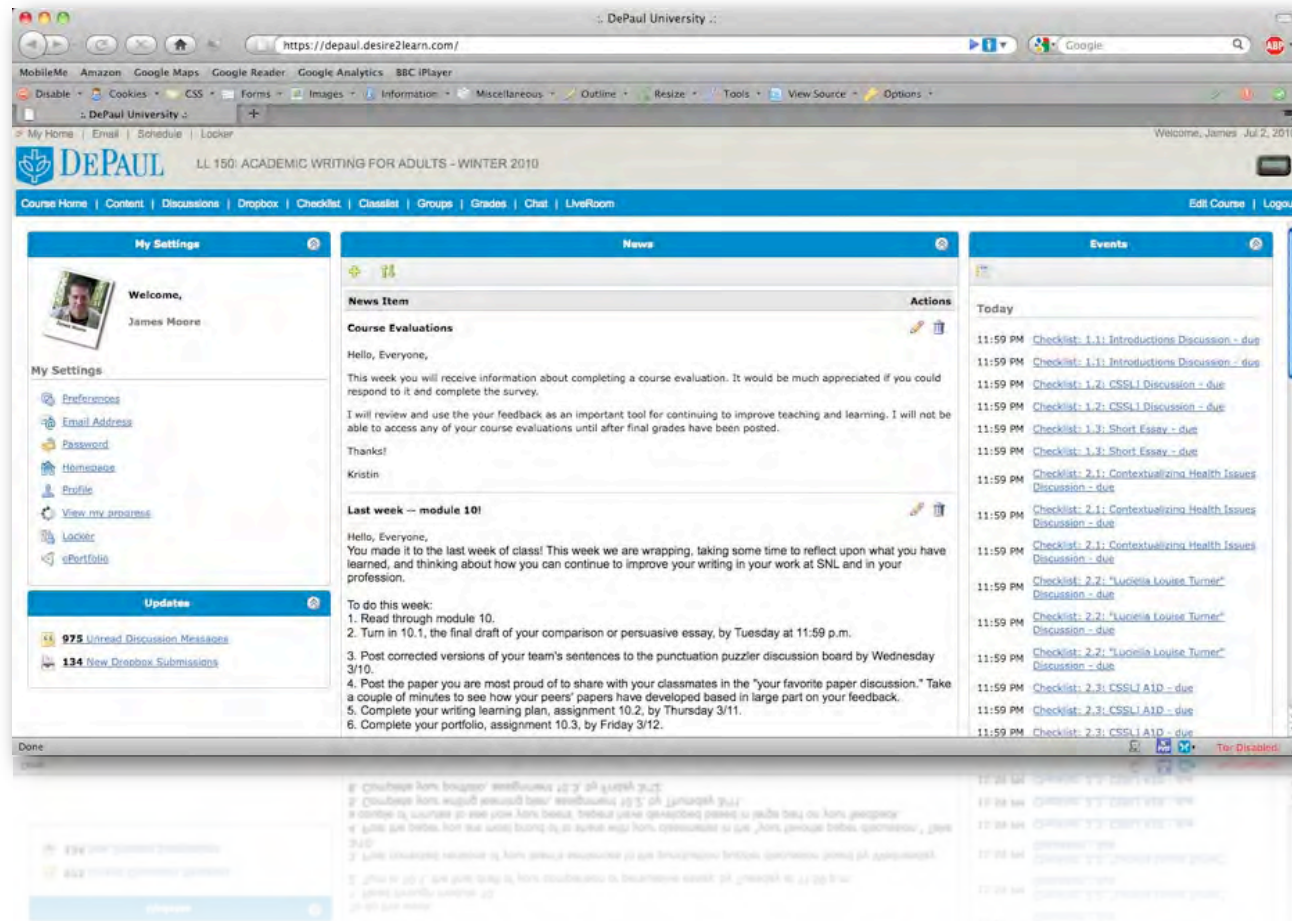 :. DePaul University .:
https://depaul.desire2learn.com/
Google
ABP
MobileMe Amazon Google Maps Google Reader Google Analytics BBC iPlayer
Disable Cookies CSS Forms Images Information Miscellaneous Outline Resize Tools View Source Options
:. DePaul University .:
My Home | Email | Schedule | Locker
Welcome, James Jul 2, 201
DEPAUL
LL 150: ACADEMIC WRITING FOR ADULTS - WINTER 2010
Course Home | Content | Discussions | Dropbox | Checklist | Classlist | Groups | Grades | Chat | LiveRoom
Edit Course | Logou
My Settings
Welcome,
James Moore
My Settings
Preferences
Email Address
Password
Homepage
Profile
View my progress
Locker
ePortfolio
Updates
975 Unread Discussion Messages
134 New Dropbox Submissions
News
News Item Actions
Course Evaluations
Hello, Everyone,
This week you will receive information about completing a course evaluation. It would be much appreciated if you could
respond to it and complete the survey.
I will review and use the your feedback as an important tool for continuing to improve teaching and learning. I will not be
able to access any of your course evaluations until after final grades have been posted.
Thanks!
Kristin
Last week -- module 10!
Hello, Everyone,
You made it to the last week of class! This week we are wrapping, taking some time to reflect upon what you have
learned, and thinking about how you can continue to improve your writing in your work at SNL and in your
profession.
To do this week:
1. Read through module 10.
2. Turn in 10.1, the final draft of your comparison or persuasive essay, by Tuesday at 11:59 p.m.
3. Post corrected versions of your team's sentences to the punctuation puzzler discussion board by Wednesday
3/10.
4. Post the paper you are most proud of to share with your classmates in the "your favorite paper discussion." Take
a couple of minutes to see how your peers' papers have developed based in large part on your feedback.
5. Complete your writing learning plan, assignment 10.2, by Thursday 3/11.
6. Complete your portfolio, assignment 10.3, by Friday 3/12.
Events
Today
11:59 PM Checklist: 1.1: Introductions Discussion - due
11:59 PM Checklist: 1.1: Introductions Discussion - due
11:59 PM Checklist: 1.2: CSSLI Discussion - due
11:59 PM Checklist: 1.2: CSSLI Discussion - due
11:59 PM Checklist: 1.3: Short Essay - due
11:59 PM Checklist: 1.3: Short Essay - due
11:59 PM Checklist: 2.1: Contextualizing Health Issues
Discussion - due
11:59 PM Checklist: 2.1: Contextualizing Health Issues
Discussion - due
11:59 PM Checklist: 2.1: Contextualizing Health Issues
Discussion - due
11:59 PM Checklist: 2.2: "Luciella Louise Turner"
Discussion - due
11:59 PM Checklist: 2.2: "Luciella Louise Turner"
Discussion - due
11:59 PM Checklist: 2.2: "Luciella Louise Turner"
Discussion - due
11:59 PM Checklist: 2.3: CSSLI A1D - due
11:59 PM Checklist: 2.3: CSSLI A1D - due
11:59 PM Checklist: 2.3: CSSLI A1D - due
Done
Tor Disabled